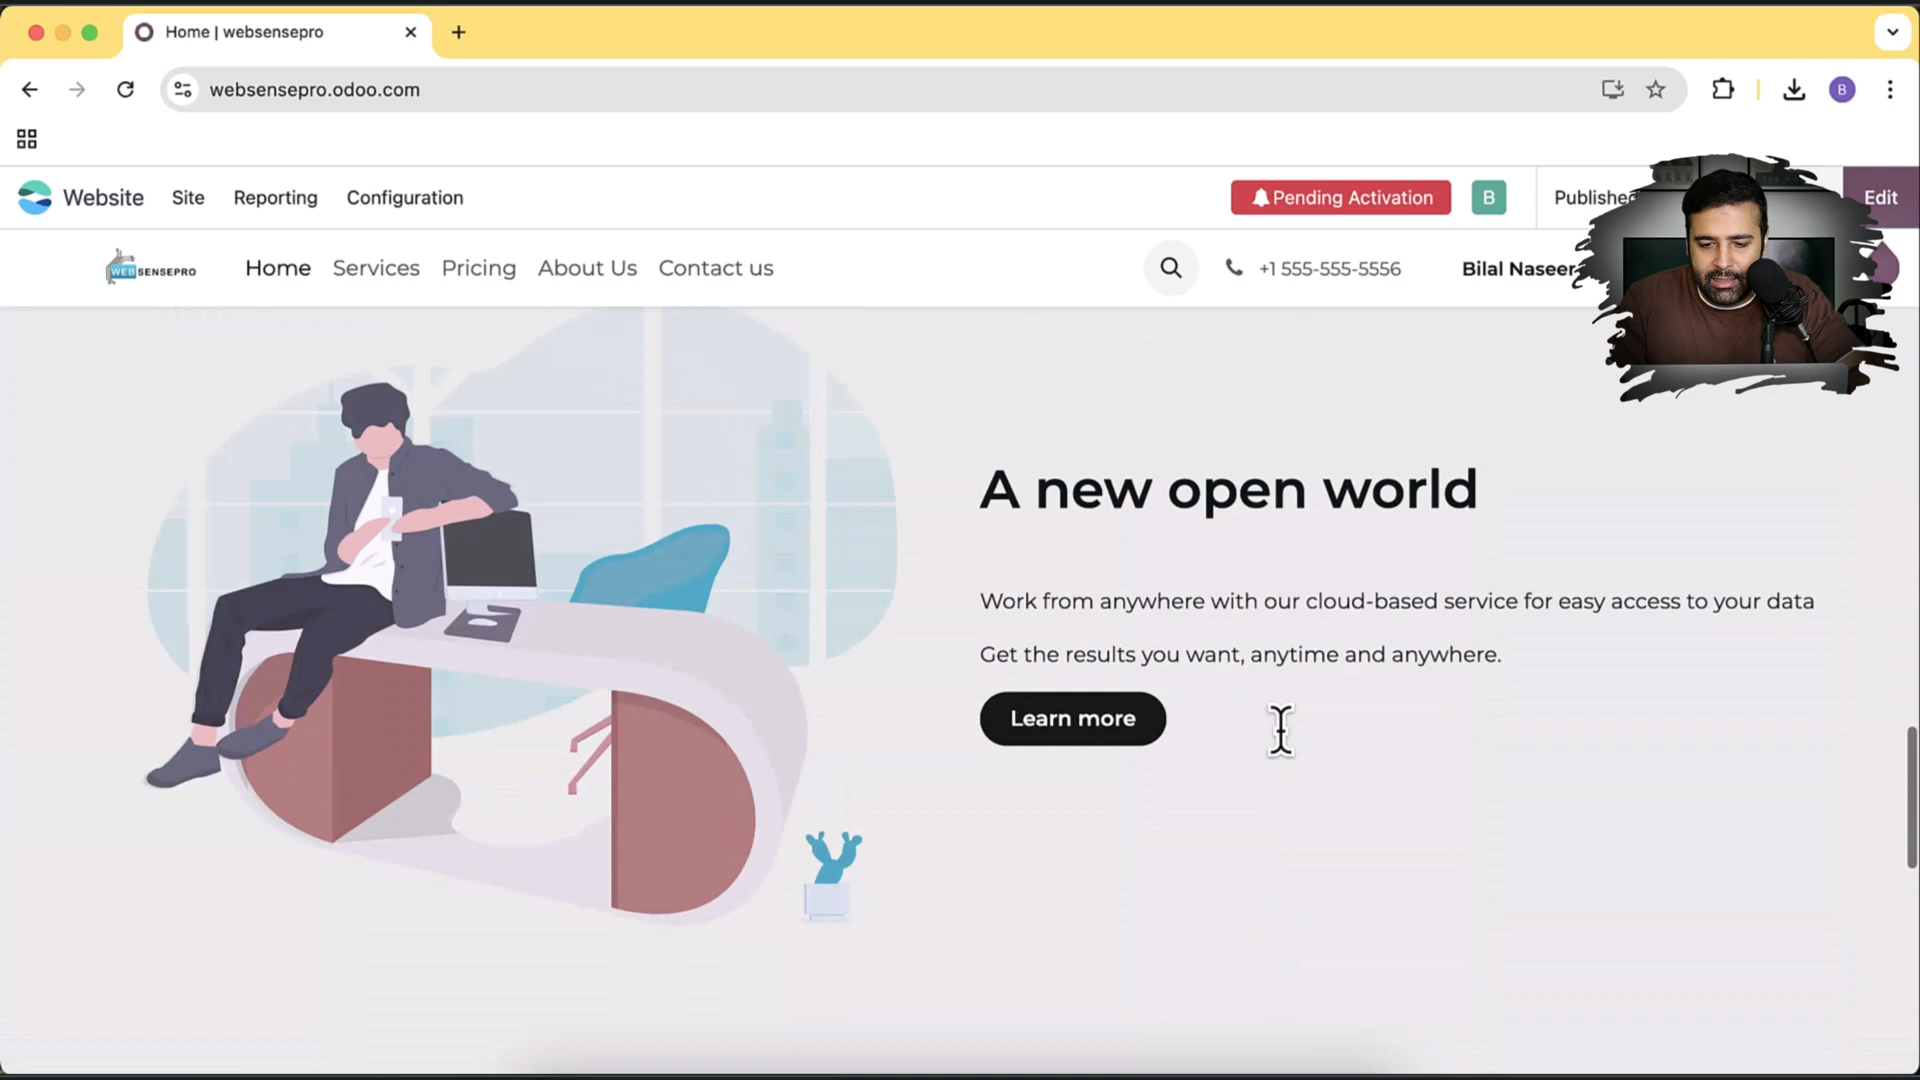 Home | websensepro
websensepro.odoo.com
B
Website Site Reporting Configuration Pending Activation B Published Edit
WEBSENSEPRO Home Services Pricing About Us Contact us +1 555-555-5556 Bilal Naseer
A new open world
Work from anywhere with our cloud-based service for easy access to your data
Get the results you want, anytime and anywhere.
Learn more